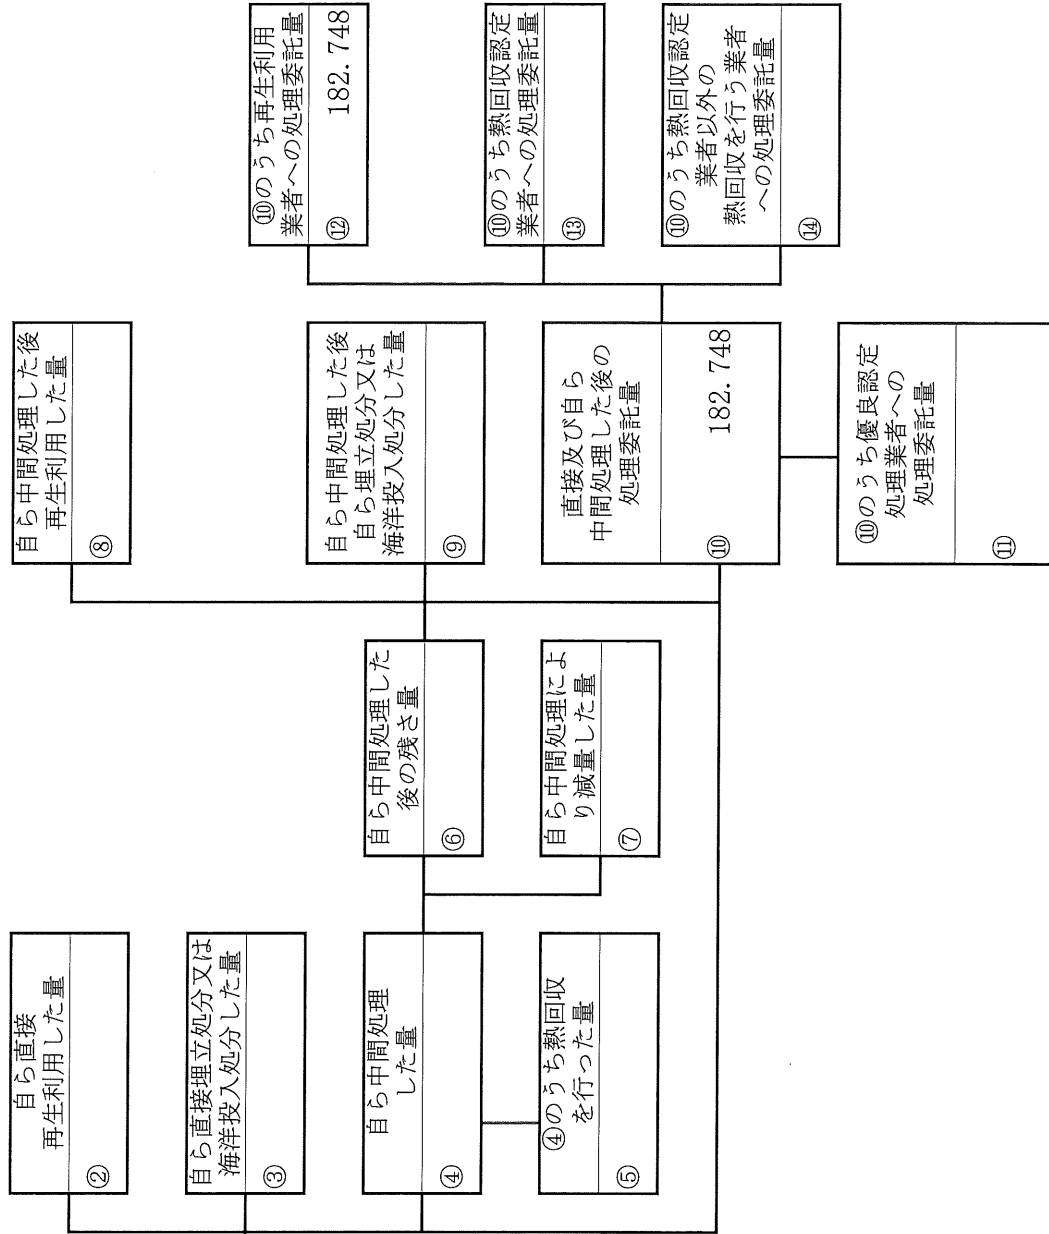 自ら直接
再生利用した量
②
自ら直接埋立処分又は
海洋投入処分した量
③
自ら中間処理
した量
④
④のうち熱回収
を行った量
⑤
自ら中間処理した
後の残さ量
⑥
自ら中間処理によ
り減量した量
⑦
自ら中間処理した後
再生利用した量
⑧
自ら中間処理した後
自ら埋立処分又は
海洋投入処分した量
⑨
直接及び自ら
中間処理した後の
処理委託量
⑩ 182.748
⑩のうち優良認定
処理業者への
処理委託量
⑪
⑩のうち再生利用
業者への処理委託量
⑫ 182.748
⑩のうち熱回収認定
業者への処理委託量
⑬
⑩のうち熱回収認定
業者以外の
熱回収を行う業者
への処理委託量
⑭